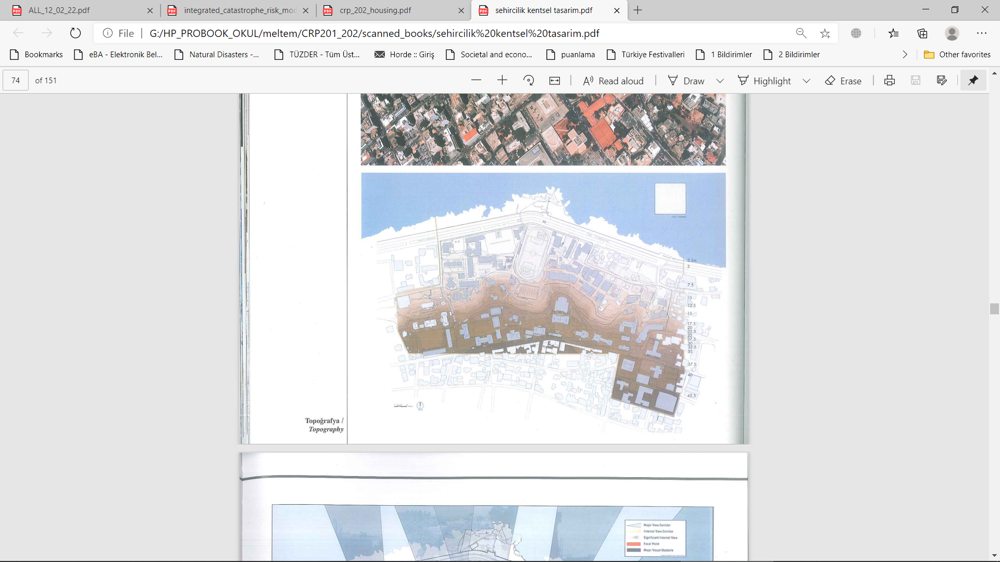 ALL_12_02_22.pdf
integrated_catastrophe_risk_moc
crp_202_housing.pdf
sehircilik kentsel tasarim.pdf
File
G:/HP_PROBOOK_OKUL/meltem/CRP201_202/scanned_books/sehircilik%20kentsel%20tasarim.pdf
Bookmarks
eBA - Elektronik Bel...
Natural Disasters -...
TÜZDER - Tüm Üst...
Horde :: Giriş
Societal and econo...
puanlama
Türkiye Festivalleri
1 Bildirimler
2 Bildirimler
Other favorites
74
of 151
Read aloud
Draw
Highlight
Erase
2.5m
5
7.5
10
12.5
15
17.5
20
22.5
25
27.5
30
32.5
35
37.5
40
42.5
Topoğrafya /
Topography
Major View Corridor
Internal View Corridor
Significant Internal View
Focal Point
Major Visual Obstacle